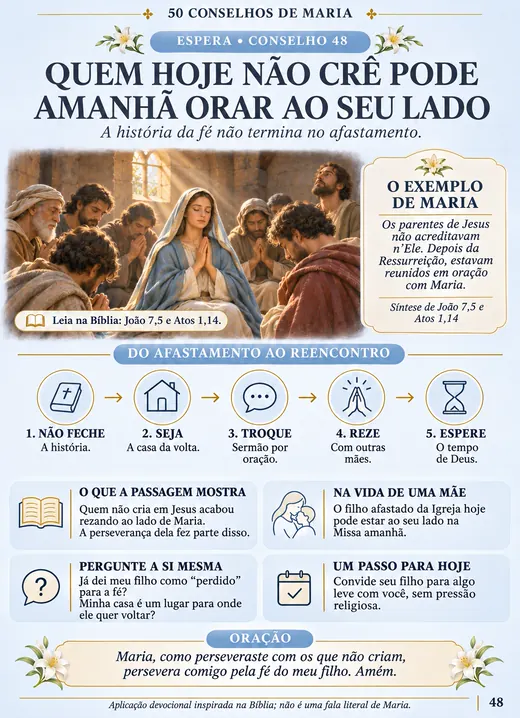 50 CONSELHOS DE MARIA
ESPERA • CONSELHO 48
QUEM HOJE NÃO CRÊ PODE
AMANHÃ ORAR AO SEU LADO
A história da fé não termina no afastamento.
O EXEMPLO
DE MARIA
Os parentes de Jesus
não acreditavam
n'Ele. Depois da
Ressurreição, estavam
reunidos em oração
com Maria.
Síntese de João 7,5 e
Atos 1,14
Leia na Bíblia: João 7,5 e Atos 1,14.
DO AFASTAMENTO AO REENCONTRO
1. NÃO FECHE
A história.
2. SEJA
A casa da volta.
3. TROQUE
Sermão por
oração.
4. REZE
Com outras
mães.
5. ESPERE
O tempo
de Deus.
O QUE A PASSAGEM MOSTRA
Quem não cria em Jesus acabou
rezando ao lado de Maria.
A perseverança dela fez parte disso.
NA VIDA DE UMA MÃE
O filho afastado da Igreja hoje
pode estar ao seu lado na
Missa amanhã.
PERGUNTE A SI MESMA
Já dei meu filho como "perdido"
para a fé?
Minha casa é um lugar para onde
ele quer voltar?
UM PASSO PARA HOJE
Convide seu filho para algo
leve com você, sem pressão
religiosa.
ORAÇÃO
Maria, como perseveraste com os que não criam,
persevera comigo pela fé do meu filho. Amém.
Aplicação devocional inspirada na Bíblia; não é uma fala literal de Maria.
48